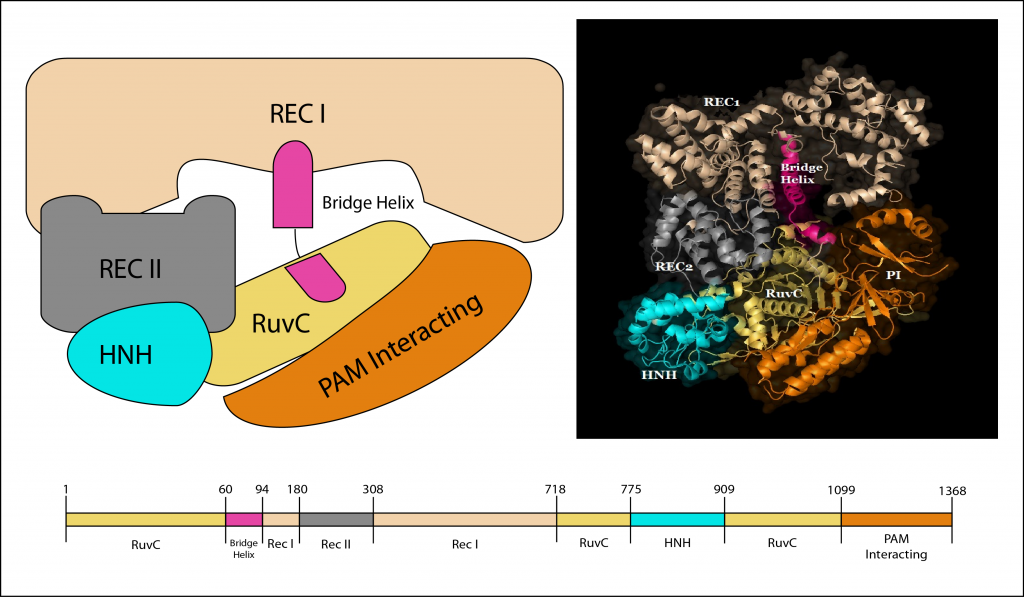 REC I
Bridge Helix
REC II
RuvC
HNH
PAM Interacting
REC1
Bridge
Helix
REC2
RuvC
PI
HNH
1 60 94 180 308 718 775 909 1099 1368
RuvC Bridge Helix Rec I Rec II Rec I RuvC HNH RuvC PAM Interacting